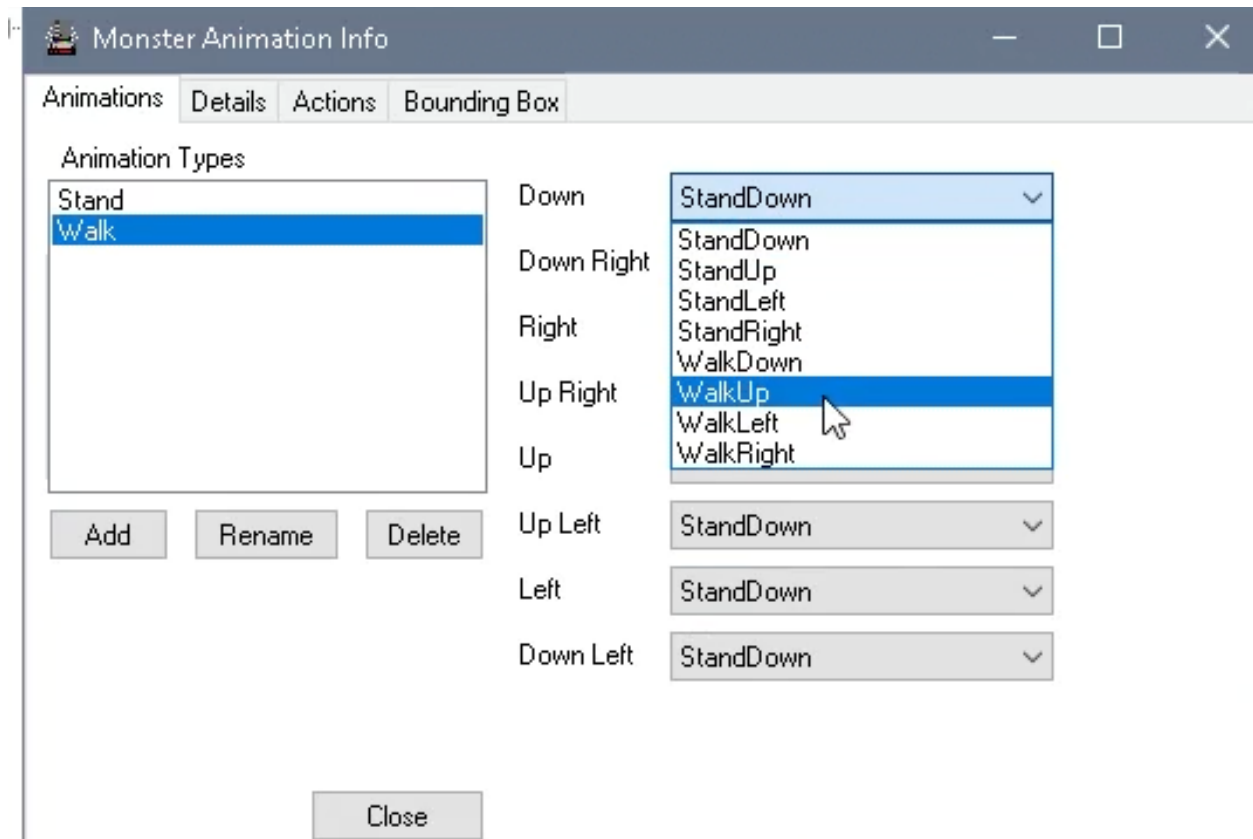 Monster Animation Info
Animations Details Actions Bounding Box
Animation Types
Stand
Walk
Add Rename Delete
Down StandDown
StandDown
StandUp
StandLeft
StandRight
WalkDown
WalkUp
WalkLeft
WalkRight
Down Right
Right
Up Right
Up
Up Left StandDown
Left StandDown
Down Left StandDown
Close